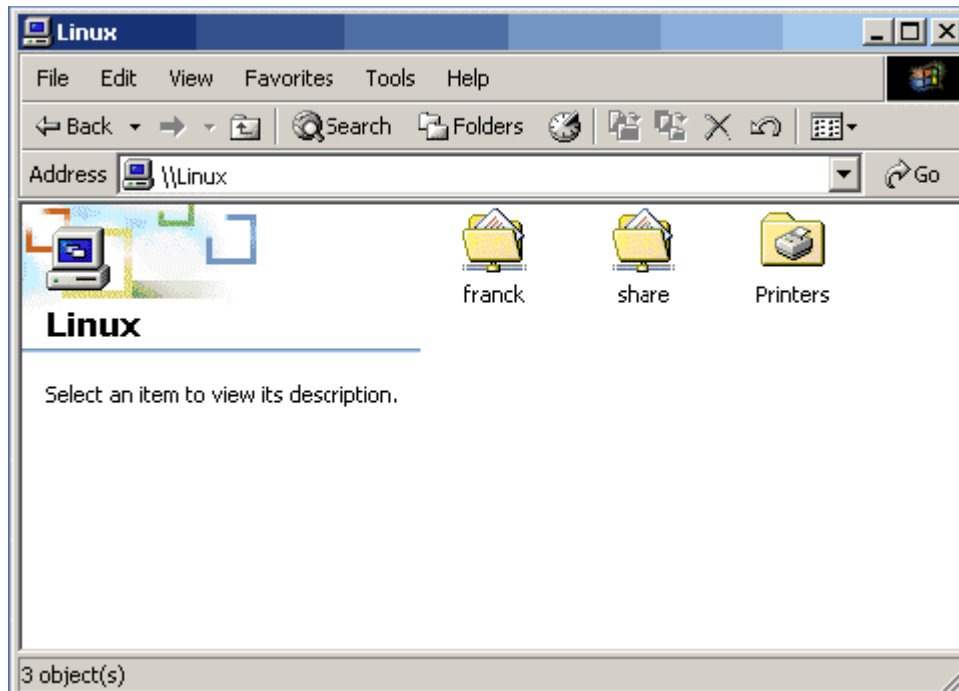 Linux
File Edit View Favorites Tools Help
Back Search Folders
Address \\Linux Go
franck share Printers
Linux
Select an item to view its description.
3 object(s)